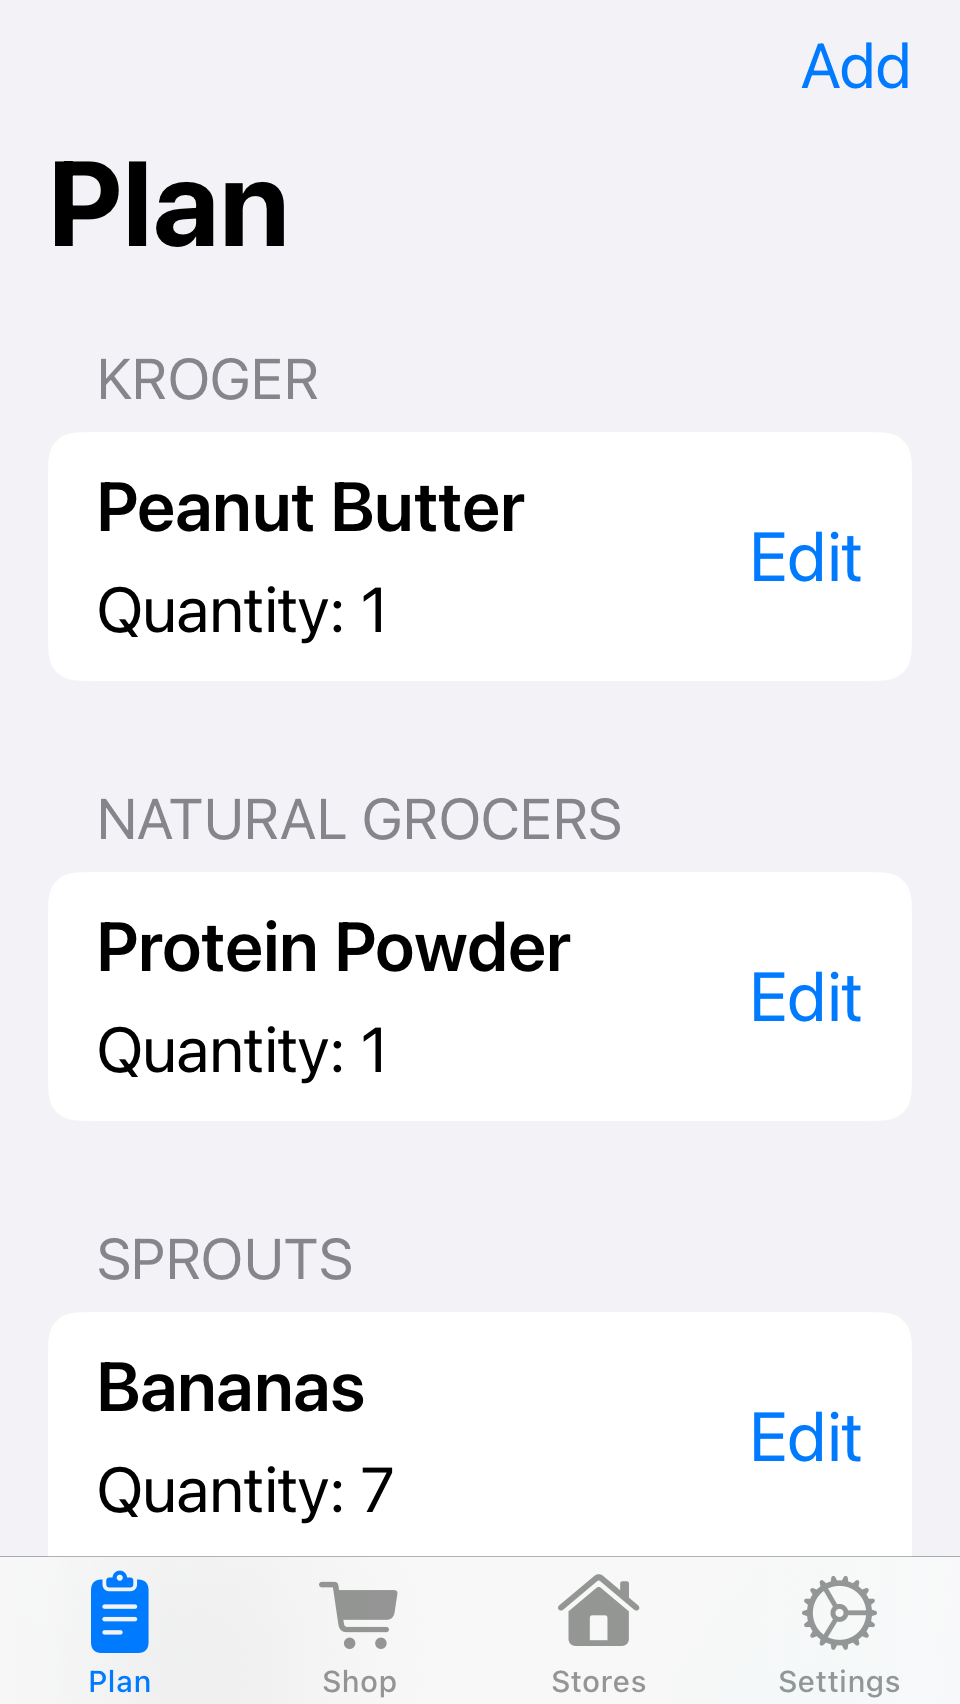 Add
Plan
KROGER
Peanut Butter
Edit
Quantity: 1
NATURAL GROCERS
Protein Powder
Edit
Quantity: 1
SPROUTS
Bananas
Edit
Quantity: 7
Plan Shop Stores Settings